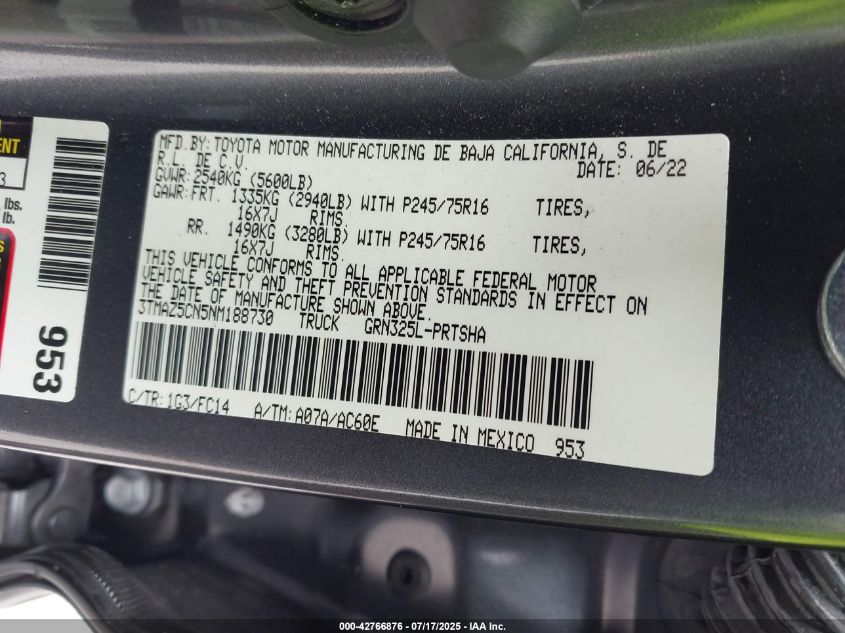 ENT
3
lbs.
lb.
S
953
MFD.BY:TOYOTA MOTOR MANUFACTURING DE BAJA CALIFORNIA, S. DE
R.L. DE C.V. DATE: 06/22
GVWR:2540KG (5600LB)
GAWR:FRT. 1335KG (2940LB) WITH P245/75R16 TIRES,
16X7J RIMS
RR. 1490KG (3280LB) WITH P245/75R16 TIRES,
16X7J RIMS
THIS VEHICLE CONFORMS TO ALL APPLICABLE FEDERAL MOTOR
VEHICLE SAFETY AND THEFT PREVENTION STANDARDS IN EFFECT ON
THE DATE OF MANUFACTURE SHOWN ABOVE.
3TMAZ5CN5NM188730 TRUCK GRN325L-PRTSHA
C/TR:1G3/FC14 A/TM:A07A/AC60E MADE IN MEXICO 953
000-42766876 - 07/17/2025 - IAA Inc.